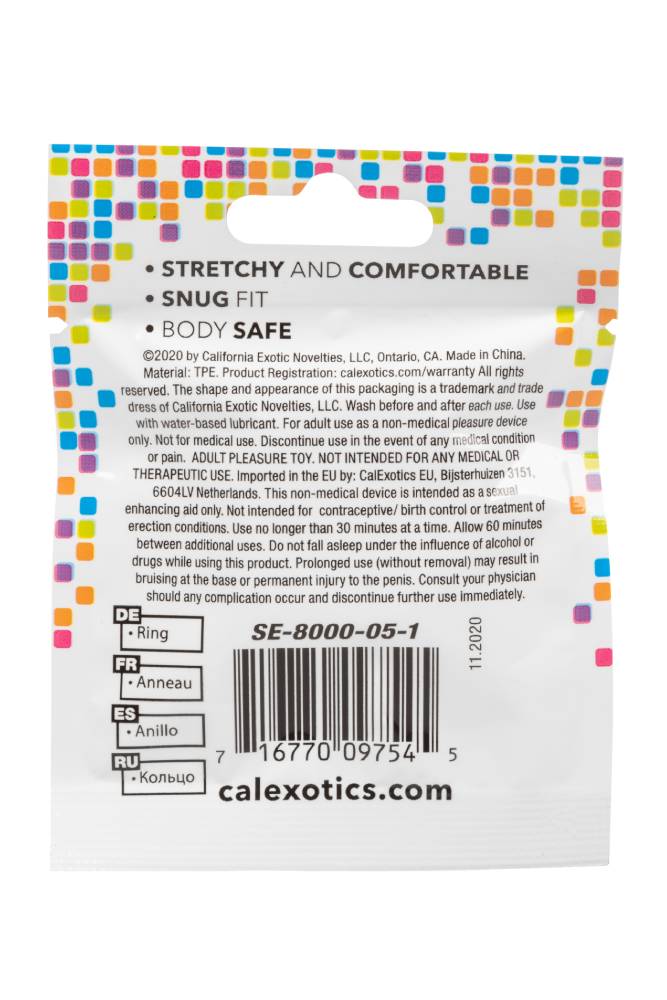 • STRETCHY AND COMFORTABLE
• SNUG FIT
• BODY SAFE
©2020 by California Exotic Novelties, LLC, Ontario, CA. Made in China.
Material: TPE. Product Registration: calexotics.com/warranty All rights
reserved. The shape and appearance of this packaging is a trademark and trade
dress of California Exotic Novelties, LLC. Wash before and after each use. Use
with water-based lubricant. For adult use as a non-medical pleasure device
only. Not for medical use. Discontinue use in the event of any medical condition
or pain. ADULT PLEASURE TOY. NOT INTENDED FOR ANY MEDICAL OR
THERAPEUTIC USE. Imported in the EU by: CalExotics EU, Bijsterhuizen 3151,
6604LV Netherlands. This non-medical device is intended as a sexual
enhancing aid only. Not intended for contraceptive/ birth control or treatment of
erection conditions. Use no longer than 30 minutes at a time. Allow 60 minutes
between additional uses. Do not fall asleep under the influence of alcohol or
drugs while using this product. Prolonged use (without removal) may result in
bruising at the base or permanent injury to the penis. Consult your physician
should any complication occur and discontinue further use immediately.
DE
• Ring
FR
• Anneau
ES
• Anillo
RU
• Кольцо
SE-8000-05-1
7 16770 09754 5
11.2020
calexotics.com